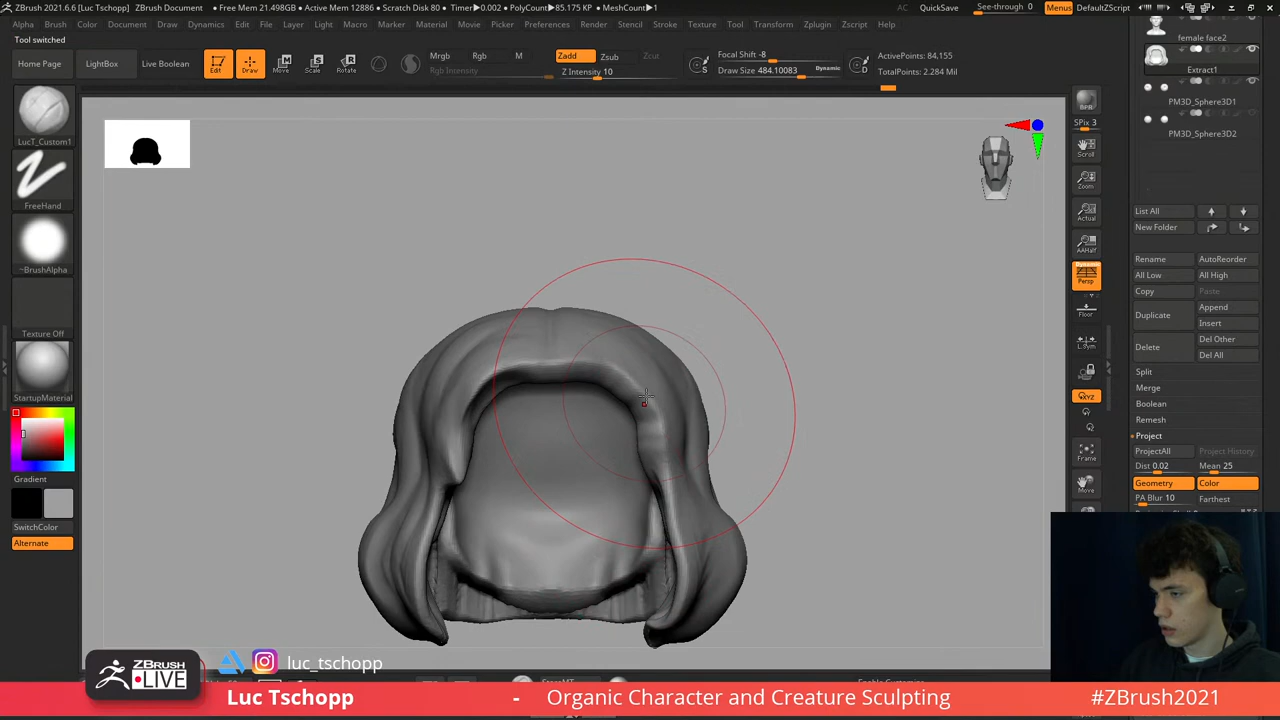 ZBrush 2021.6.6 [Luc Tschopp]
ZBrush Document
● Free Mem 21.498GB ● Active Mem 12886 ● Scratch Disk 80 ● Timer▶0.002 ● PolyCount▶85.175 KP ● MeshCount▶1
AC
QuickSave
See-through 0
Menus
DefaultZScript
Alpha Brush Color Document Draw Dynamics Edit File Layer Light Macro Marker Material Movie Picker Preferences Render Stencil Stroke Texture Tool Transform Zplugin Zscript Help
Tool switched
Home Page
LightBox
Live Boolean
Edit
Draw
Move
Scale
Rotate
Mrgb
Rgb
M
Rgb Intensity
Zadd
Zsub
Zcut
Z Intensity 10
S
Focal Shift -8
Draw Size 484.10083
Dynamic
D
ActivePoints: 84,155
TotalPoints: 2.284 Mil
LucT_Custom1
FreeHand
~BrushAlpha
Texture Off
StartupMaterial
Gradient
SwitchColor
Alternate
BPR
SPix 3
Scroll
Zoom
Actual
AAHalf
Dynamic
Persp
Floor
L.Sym
XYZ
Frame
Move
female face2
Extract1
PM3D_Sphere3D1
PM3D_Sphere3D2
List All
New Folder
Rename
AutoReorder
All Low
All High
Copy
Paste
Duplicate
Append
Insert
Delete
Del Other
Del All
Split
Merge
Boolean
Remesh
Project
ProjectAll
Project History
Dist 0.02
Mean 25
Geometry
Color
PA Blur 10
Farthest
ZBRUSH
LIVE
luc_tschopp
Luc Tschopp - Organic Character and Creature Sculpting #ZBrush2021